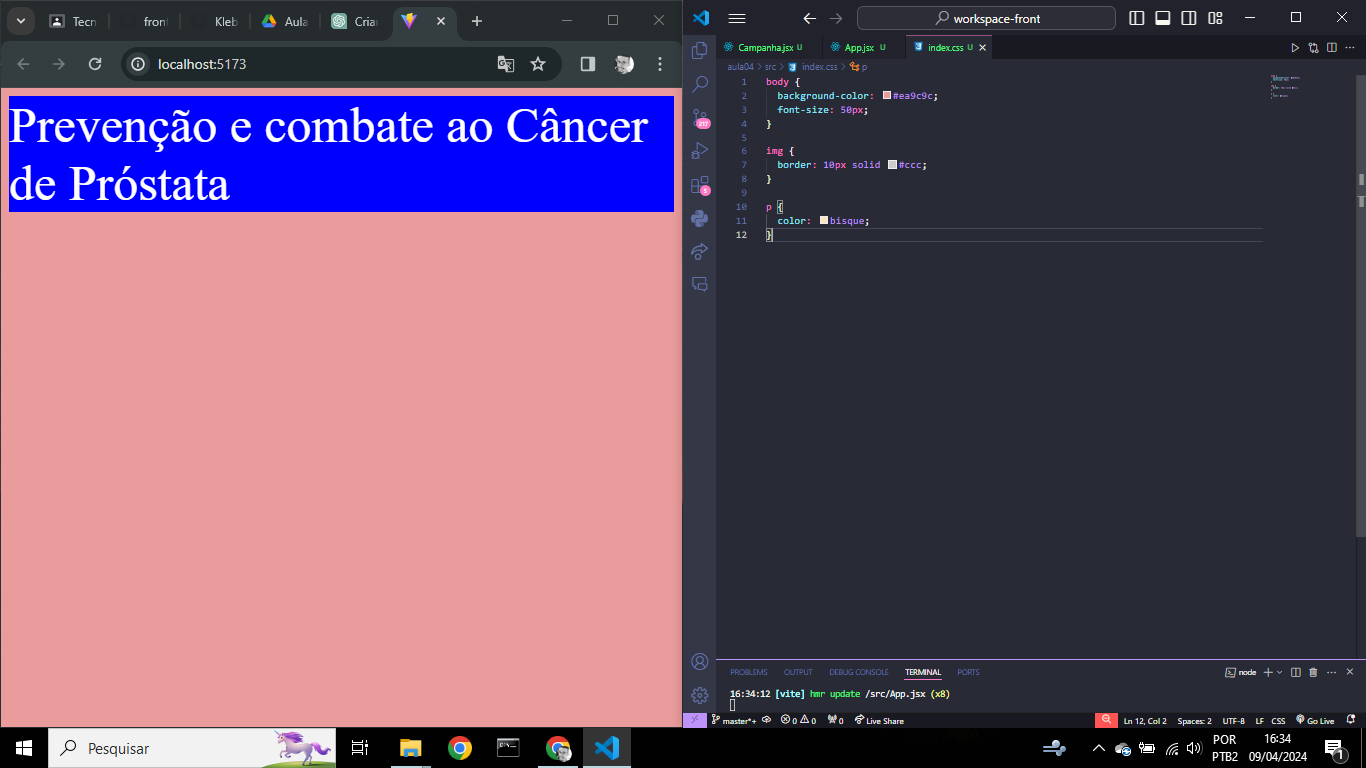 Tecn
fron
Kleb
Aula
Criar
localhost:5173
Prevenção e combate ao Câncer
de Próstata
workspace-front
Campanha.jsx U
App.jsx U
index.css U
aula04 > src > index.css > p
1 body {
2 background-color: #ea9c9c;
3 font-size: 50px;
4 }
5
6 img {
7 border: 10px solid #ccc;
8 }
9
10 p {
11 color: bisque;
12 }
217
5
PROBLEMS OUTPUT DEBUG CONSOLE TERMINAL PORTS
node
16:34:12 [vite] hmr update /src/App.jsx (x8)
master*+ 0 0 0 Live Share
Ln 12, Col 2 Spaces: 2 UTF-8 LF CSS Go Live
Pesquisar
POR
PTB2
16:34
09/04/2024
1